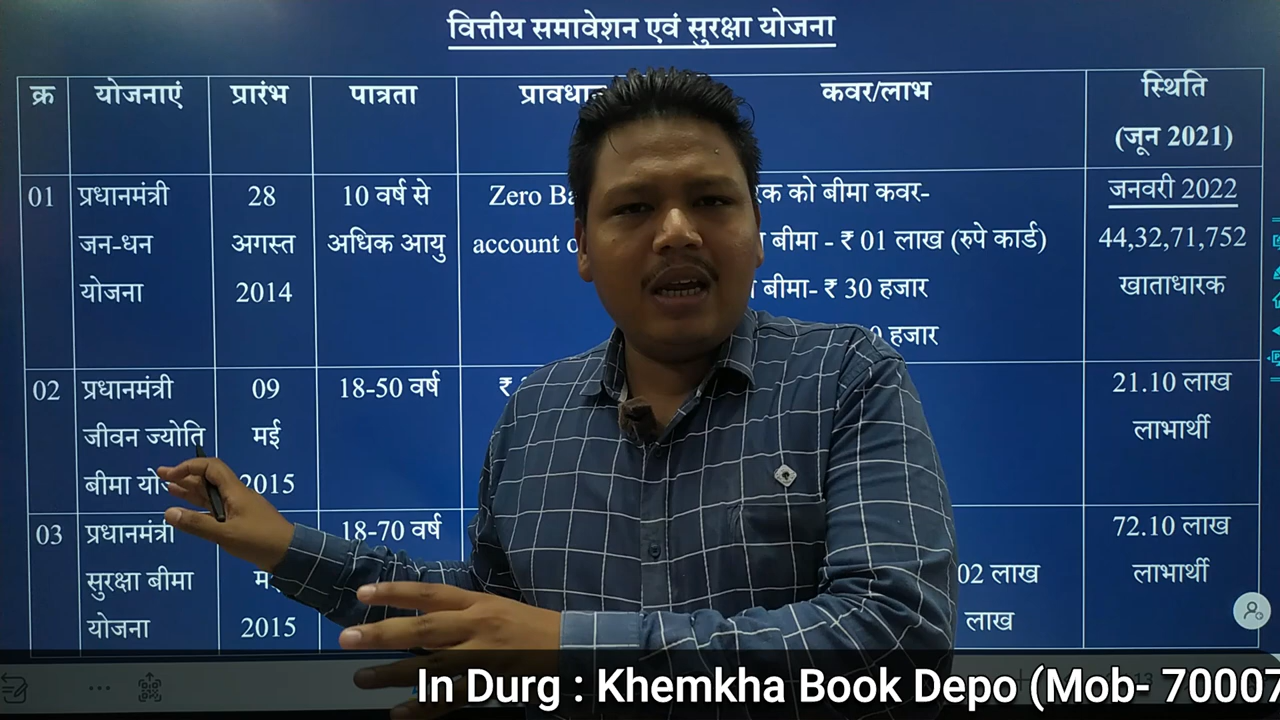 वित्तीय समावेशन एवं सुरक्षा योजना
क्र योजनाएं प्रारंभ पात्रता कवर/लाभ स्थिति
(जून 2021)
01 प्रधानमंत्री 28 10 वर्ष से Zero को बीमा कवर- जनवरी 2022
जन-धन अगस्त अधिक आयु account बीमा - ₹ 01 लाख (रुपे कार्ड) 44,32,71,752
योजना 2014 बीमा- ₹ 30 हजार खाताधारक
हजार
02 प्रधानमंत्री 09 18-50 वर्ष ₹ 21.10 लाख
जीवन ज्योति मई लाभार्थी
बीमा 2015
03 प्रधानमंत्री 18-70 वर्ष 72.10 लाख
सुरक्षा बीमा 02 लाख लाभार्थी
योजना 2015 लाख
In Durg : Khemkha Book Depo (Mob- 70007